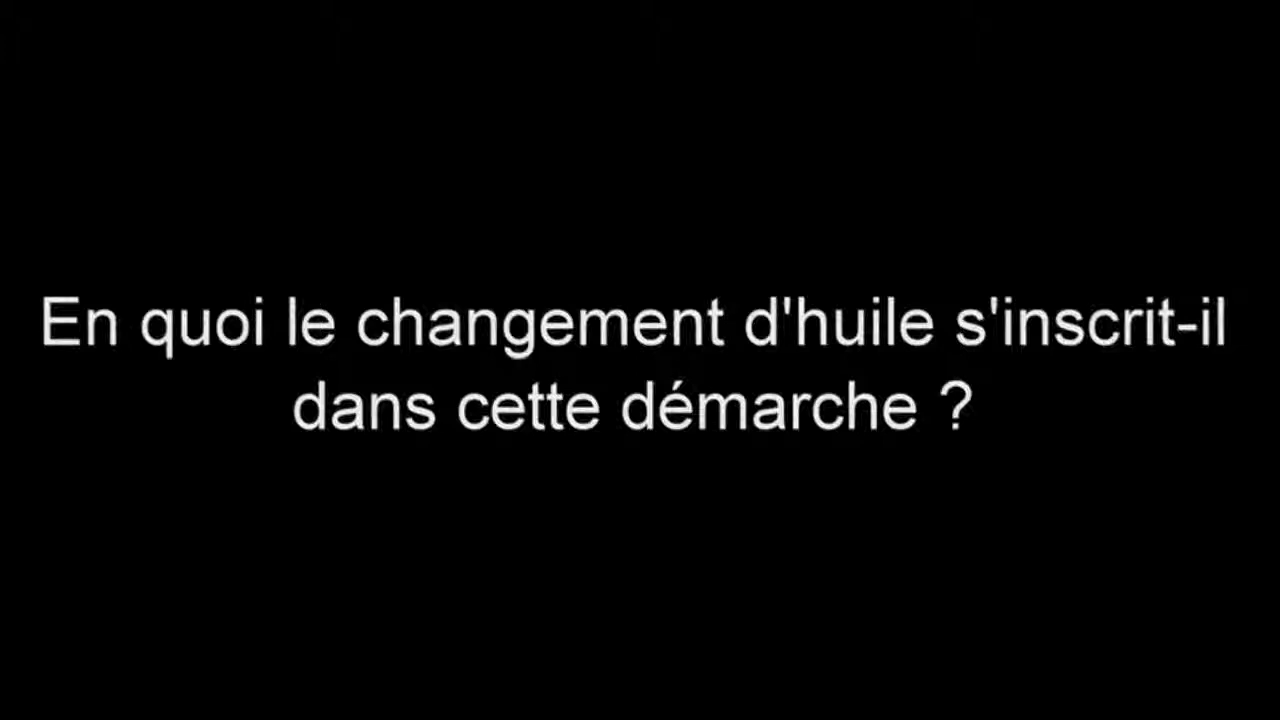 En quoi le changement d'huile s'inscrit-il
dans cette démarche ?